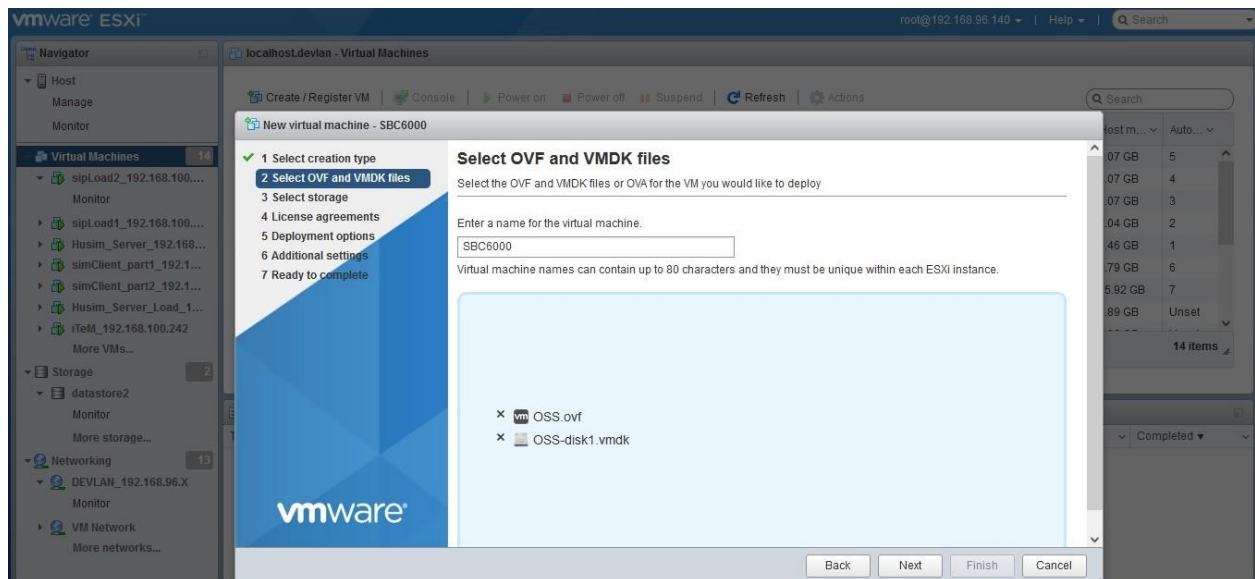 vmware ESXi
root@192.168.96.140 | Help | Search
Navigator
localhost.devlan - Virtual Machines
Host
Manage
Monitor
Virtual Machines 14
sipLoad2_192.168.100....
Monitor
sipLoad1_192.168.100....
Husim_Server_192.168...
simClient_part1_192.1...
simClient_part2_192.1...
Husim_Server_Load_1...
iTeM_192.168.100.242
More VMs...
Storage 2
datastore2
Monitor
More storage...
Networking 13
DEVLAN_192.168.96.X
Monitor
VM Network
More networks...
Create / Register VM | Console | Power on Power off Suspend | Refresh | Actions
Search
Host m... Auto...
.07 GB 5
.07 GB 4
.07 GB 3
.04 GB 2
.46 GB 1
.79 GB 6
5.92 GB 7
.89 GB Unset
14 items
Completed
New virtual machine - SBC6000
1 Select creation type
2 Select OVF and VMDK files
3 Select storage
4 License agreements
5 Deployment options
6 Additional settings
7 Ready to complete
vmware
Select OVF and VMDK files
Select the OVF and VMDK files or OVA for the VM you would like to deploy
Enter a name for the virtual machine.
SBC6000
Virtual machine names can contain up to 80 characters and they must be unique within each ESXi instance.
OSS.ovf
OSS-disk1.vmdk
Back Next Finish Cancel